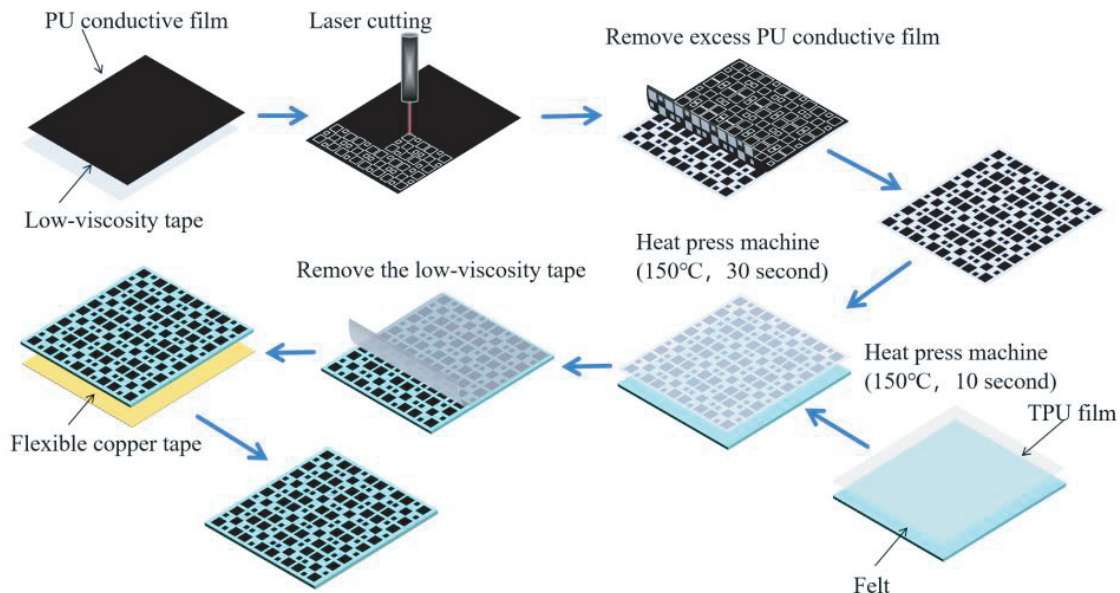 PU conductive film
Laser cutting
Remove excess PU conductive film
Low-viscosity tape
Heat press machine
(150℃， 30 second)
Remove the low-viscosity tape
Heat press machine
(150℃， 10 second)
TPU film
Flexible copper tape
Felt